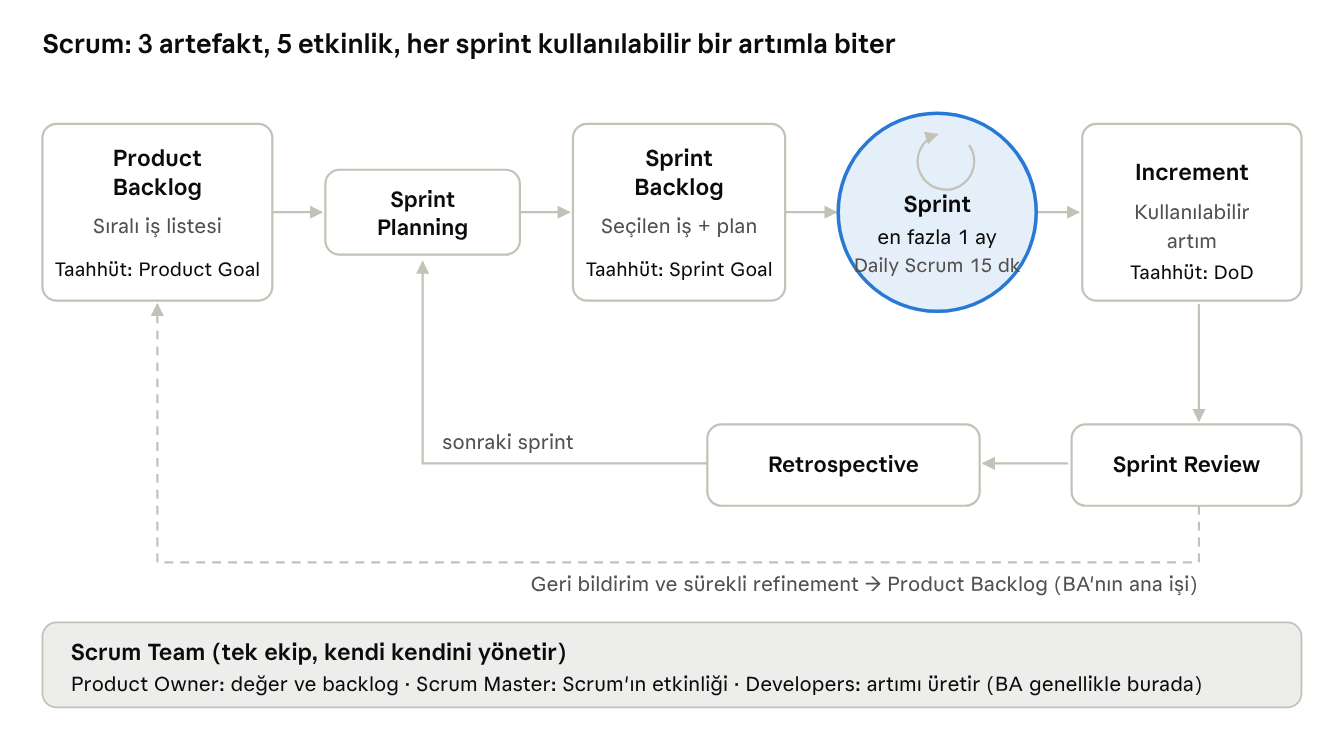 Scrum: 3 artefakt, 5 etkinlik, her sprint kullanılabilir bir artımla biter
Product
Backlog
Sıralı iş listesi
Taahhüt: Product Goal
Sprint
Planning
Sprint
Backlog
Seçilen iş + plan
Taahhüt: Sprint Goal
Sprint
en fazla 1 ay
Daily Scrum 15 dk
Increment
Kullanılabilir
artım
Taahhüt: DoD
sonraki sprint
Retrospective
Sprint Review
Geri bildirim ve sürekli refinement → Product Backlog (BA'nın ana işi)
Scrum Team (tek ekip, kendi kendini yönetir)
Product Owner: değer ve backlog · Scrum Master: Scrum'ın etkinliği · Developers: artımı üretir (BA genellikle burada)